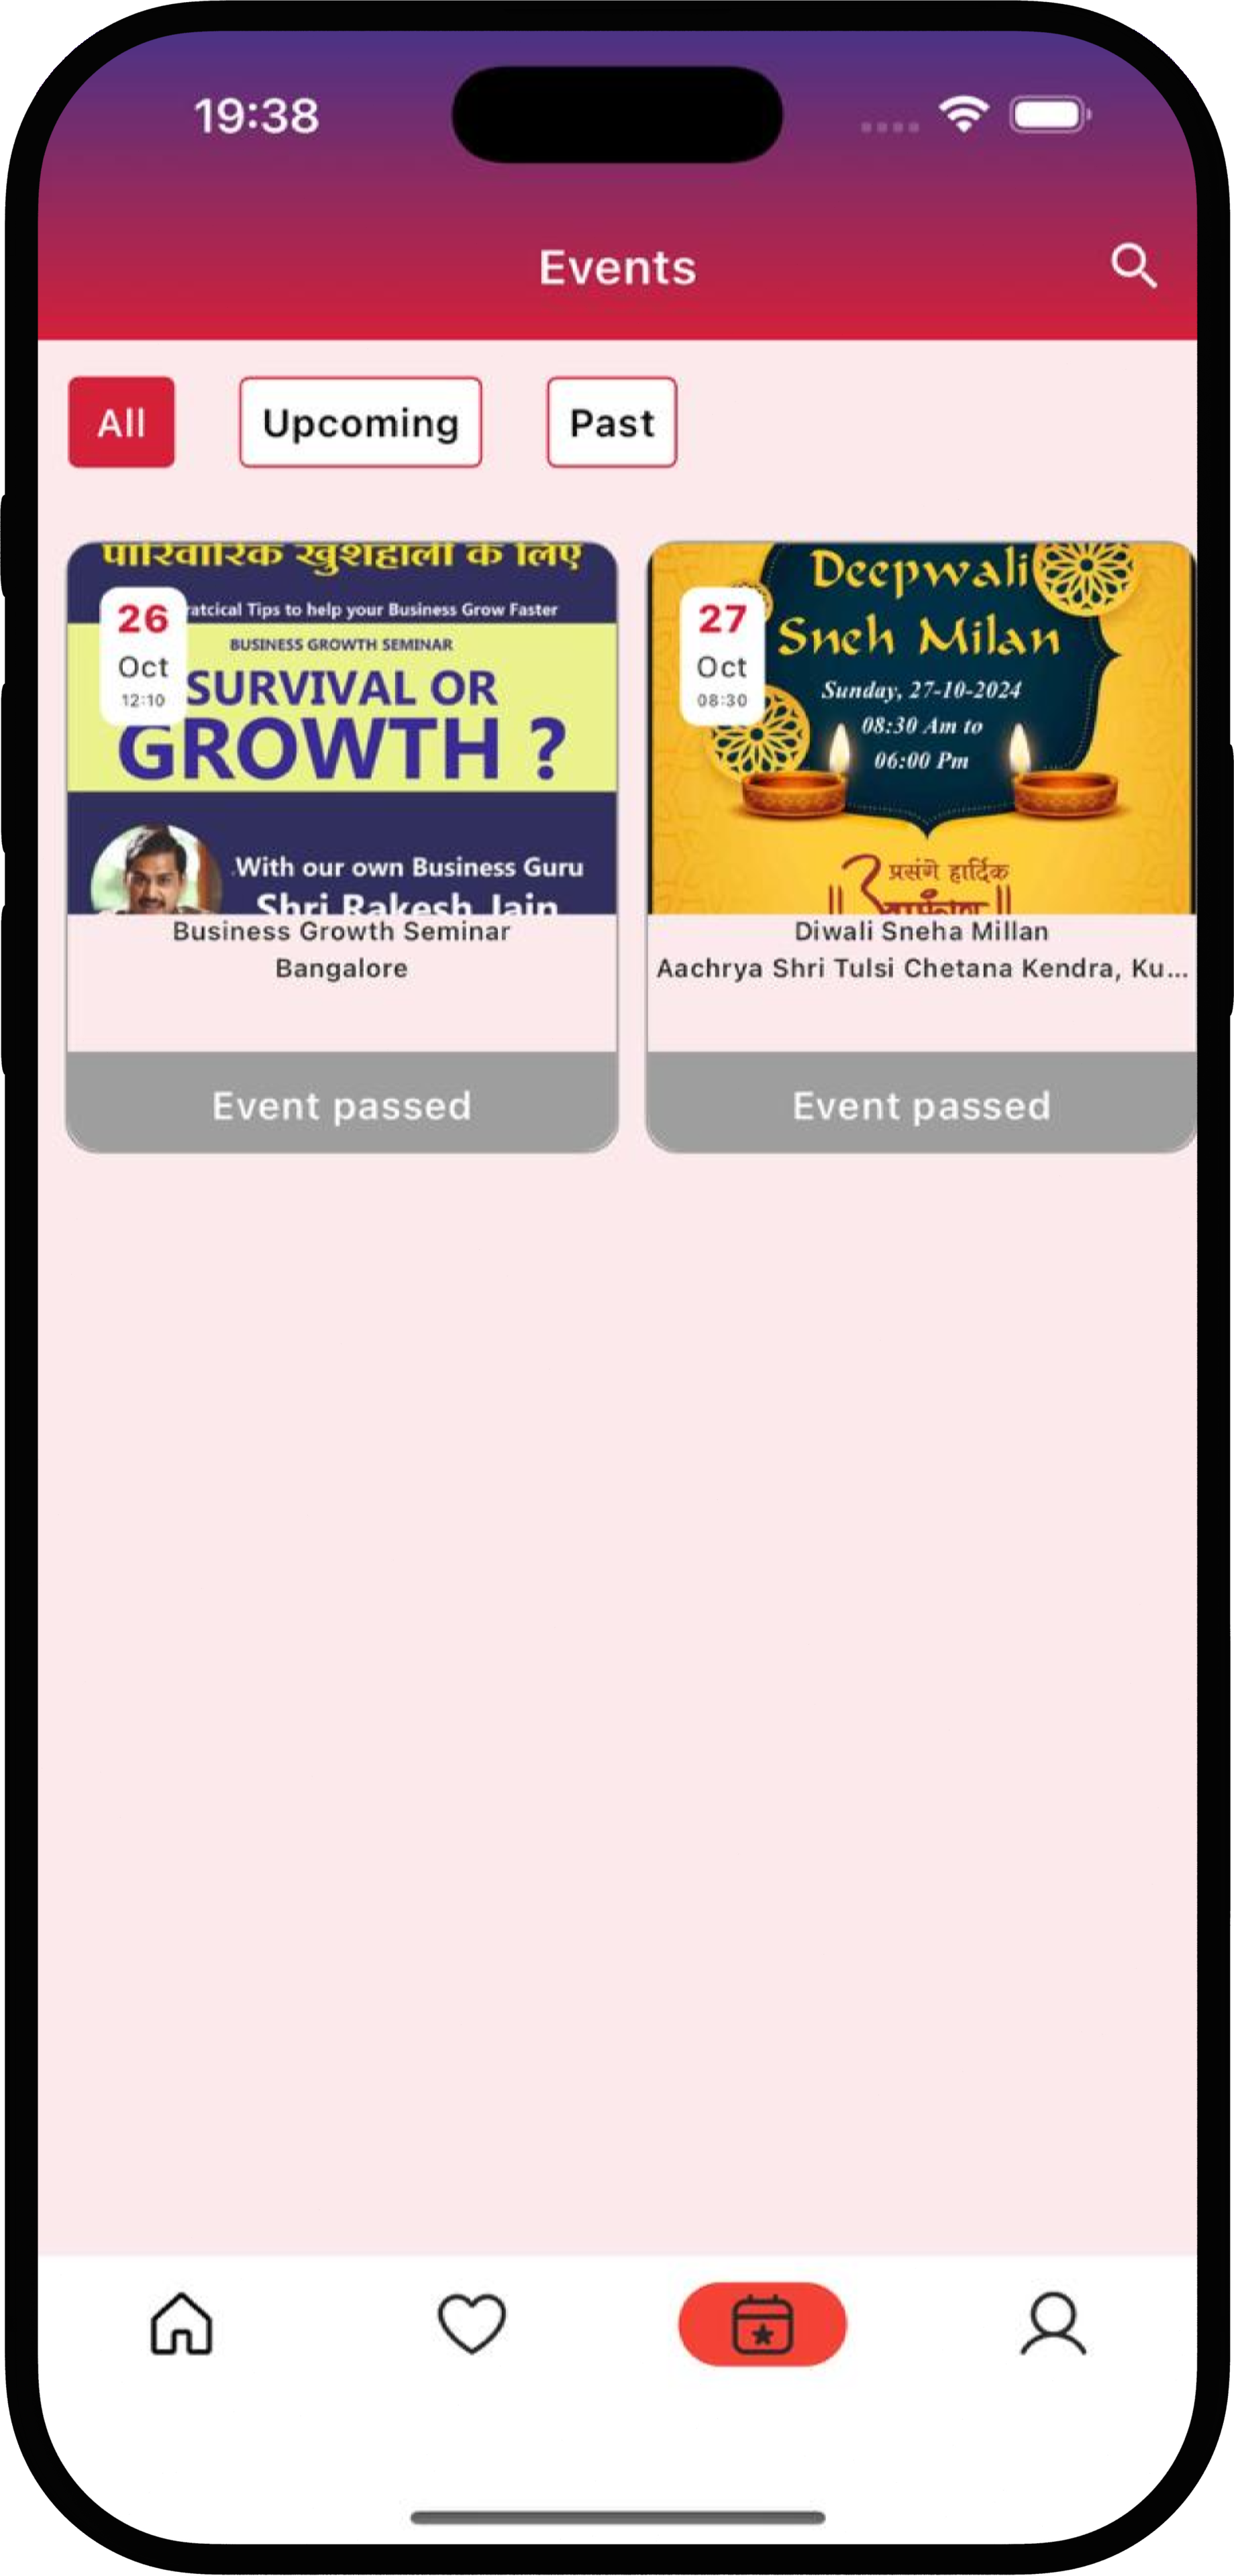 19:38
Events
All
Upcoming
Past
पारिवारिक खुशहाली के लिए
ratcical Tips to help your Business Grow Faster
26
Oct
12:10
BUSINESS GROWTH SEMINAR
SURVIVAL OR
GROWTH ?
With our own Business Guru
Shri Rakesh Jain
Business Growth Seminar
Bangalore
Event passed
Deepwali
Sneh Milan
27
Oct
08:30
Sunday, 27-10-2024
08:30 Am to
06:00 Pm
प्रसंगे हार्दिक
Diwali Sneha Millan
Aachrya Shri Tulsi Chetana Kendra, Ku...
Event passed